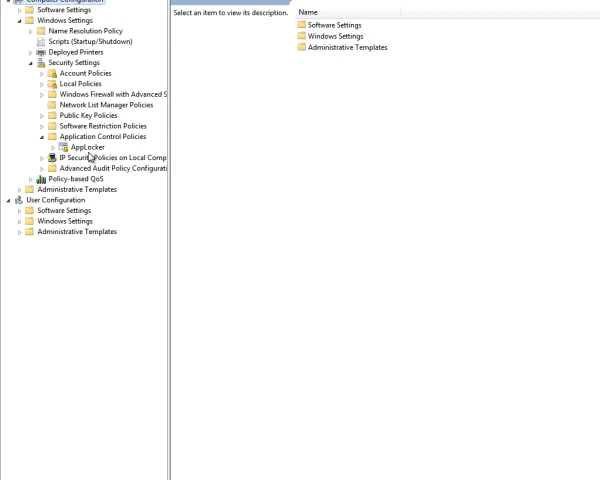 Computer Configuration
Software Settings
Windows Settings
Name Resolution Policy
Scripts (Startup/Shutdown)
Deployed Printers
Security Settings
Account Policies
Local Policies
Windows Firewall with Advanced S
Network List Manager Policies
Public Key Policies
Software Restriction Policies
Application Control Policies
AppLocker
IP Security Policies on Local Comp
Advanced Audit Policy Configurati
Policy-based QoS
Administrative Templates
User Configuration
Software Settings
Windows Settings
Administrative Templates
Select an item to view its description.
Name
Software Settings
Windows Settings
Administrative Templates